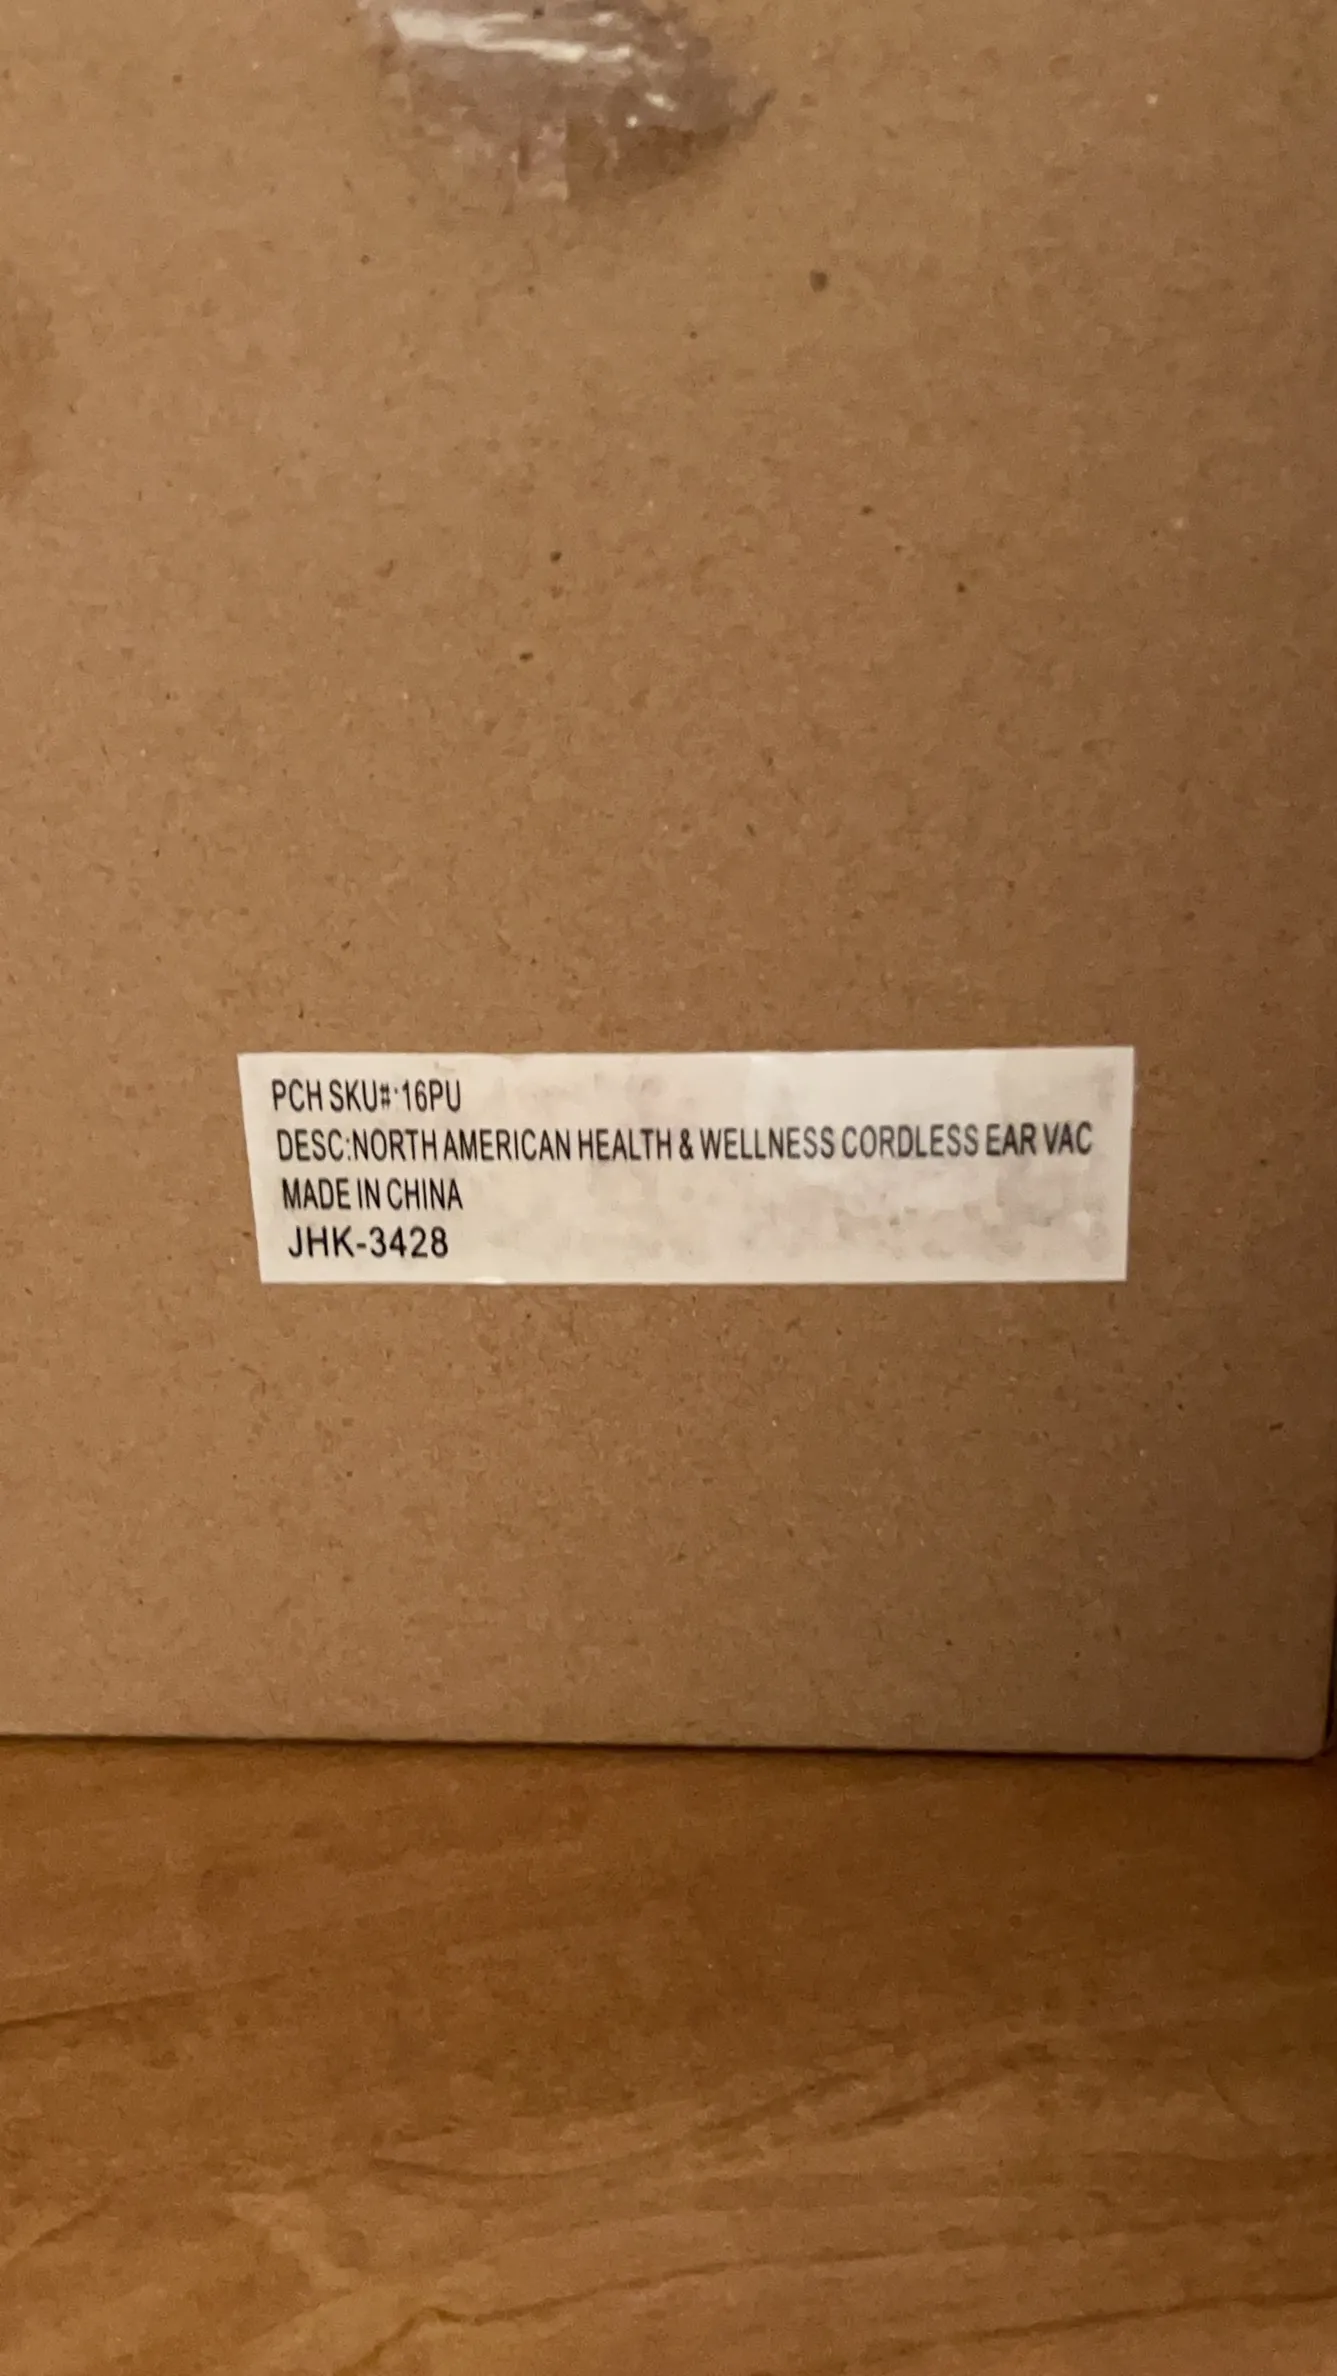 PCH SKU#:16PU
DESC:NORTH AMERICAN HEALTH & WELLNESS CORDLESS EAR VAC
MADE IN CHINA
JHK-3428